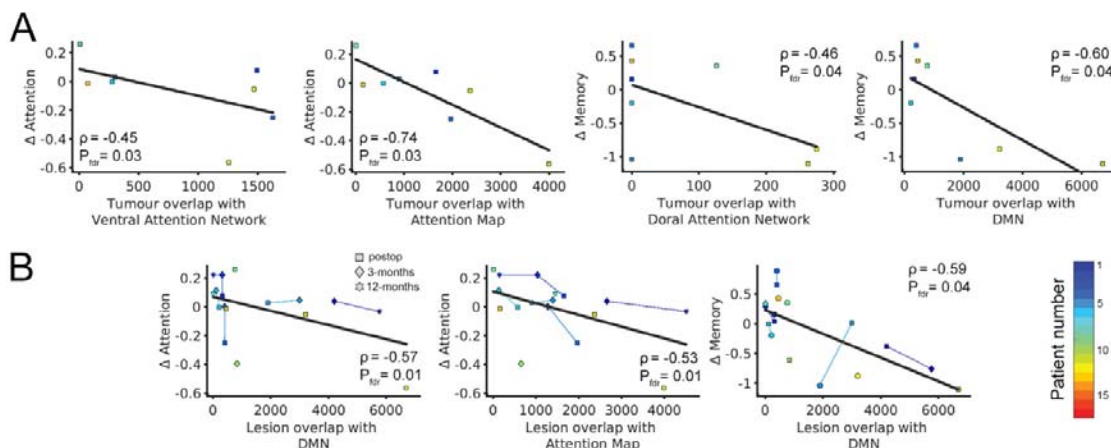 A
0.2
0
-0.2
-0.4
-0.6
Δ Attention
ρ = -0.45
Pfdr = 0.03
0 500 1000 1500
Tumour overlap with
Ventral Attention Network
0.2
0
-0.2
-0.4
-0.6
Δ Attention
ρ = -0.74
Pfdr = 0.03
0 1000 2000 3000 4000
Tumour overlap with
Attention Map
0.5
0
-0.5
-1
Δ Memory
ρ = -0.46
Pfdr = 0.04
0 100 200 300
Tumour overlap with
Doral Attention Network
0.5
0
-0.5
-1
Δ Memory
ρ = -0.60
Pfdr = 0.04
0 2000 4000 6000
Tumour overlap with
DMN
B
0.2
0
-0.2
-0.4
-0.6
Δ Attention
postop
3-months
12-months
ρ = -0.57
Pfdr = 0.01
0 2000 4000 6000
Lesion overlap with
DMN
0.2
0
-0.2
-0.4
-0.6
Δ Attention
ρ = -0.53
Pfdr = 0.01
0 1000 2000 3000 4000
Lesion overlap with
Attention Map
1
0.5
0
-0.5
-1
Δ Memory
ρ = -0.59
Pfdr = 0.04
0 2000 4000 6000
Lesion overlap with
DMN
Patient number
1
5
10
15